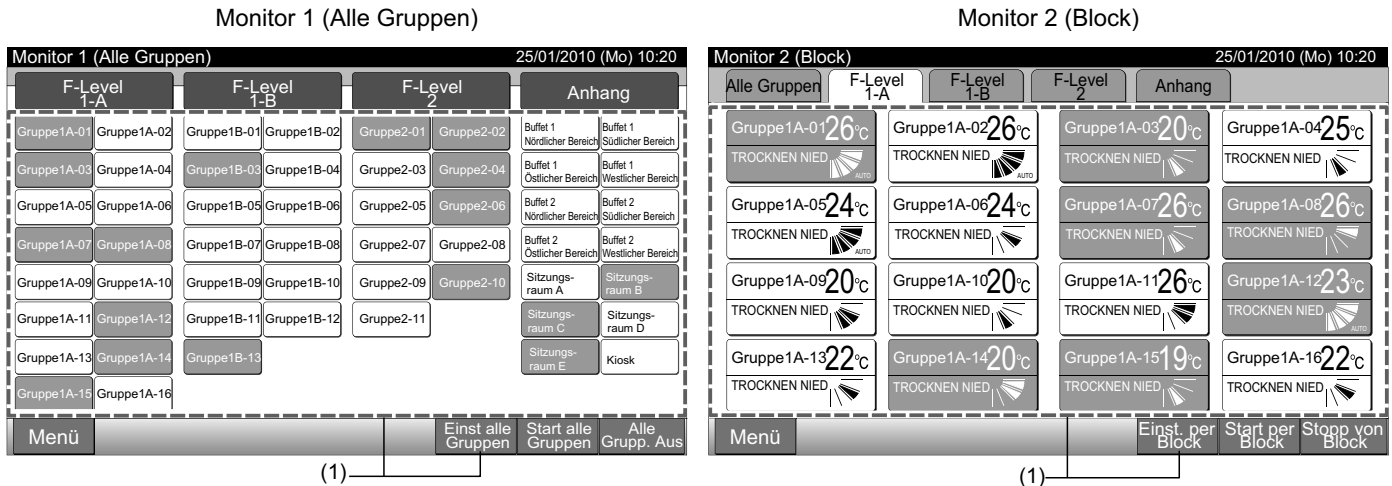 Monitor 1 (Alle Gruppen)
Monitor 1 (Alle Gruppen) 25/01/2010 (Mo) 10:20
F-Level 1-A F-Level 1-B F-Level 2 Anhang
Gruppe1A-01 Gruppe1A-02 Gruppe1B-01 Gruppe1B-02 Gruppe2-01 Gruppe2-02 Buffet 1 Nördlicher Bereich Buffet 1 Südlicher Bereich
Gruppe1A-03 Gruppe1A-04 Gruppe1B-03 Gruppe1B-04 Gruppe2-03 Gruppe2-04 Buffet 1 Östlicher Bereich Buffet 1 Westlicher Bereich
Gruppe1A-05 Gruppe1A-06 Gruppe1B-05 Gruppe1B-06 Gruppe2-05 Gruppe2-06 Buffet 2 Nördlicher Bereich Buffet 2 Südlicher Bereich
Gruppe1A-07 Gruppe1A-08 Gruppe1B-07 Gruppe1B-08 Gruppe2-07 Gruppe2-08 Buffet 2 Östlicher Bereich Buffet 2 Westlicher Bereich
Gruppe1A-09 Gruppe1A-10 Gruppe1B-09 Gruppe1B-10 Gruppe2-09 Gruppe2-10 Sitzungs-raum A Sitzungs-raum B
Gruppe1A-11 Gruppe1A-12 Gruppe1B-11 Gruppe1B-12 Gruppe2-11 Sitzungs-raum C Sitzungs-raum D
Gruppe1A-13 Gruppe1A-14 Gruppe1B-13 Sitzungs-raum E Kiosk
Gruppe1A-15 Gruppe1A-16
Menü Einst alle Gruppen Start alle Gruppen Alle Grupp. Aus
(1)
Monitor 2 (Block)
Monitor 2 (Block) 25/01/2010 (Mo) 10:20
Alle Gruppen F-Level 1-A F-Level 1-B F-Level 2 Anhang
Gruppe1A-01 26°C Gruppe1A-02 26°C Gruppe1A-03 20°C Gruppe1A-04 25°C
TROCKNEN NIED AUTO TROCKNEN NIED AUTO TROCKNEN NIED TROCKNEN NIED
Gruppe1A-05 24°C Gruppe1A-06 24°C Gruppe1A-07 26°C Gruppe1A-08 26°C
TROCKNEN NIED AUTO TROCKNEN NIED TROCKNEN NIED TROCKNEN NIED
Gruppe1A-09 20°C Gruppe1A-10 20°C Gruppe1A-11 26°C Gruppe1A-12 23°C
TROCKNEN NIED TROCKNEN NIED TROCKNEN NIED TROCKNEN NIED AUTO
Gruppe1A-13 22°C Gruppe1A-14 20°C Gruppe1A-15 19°C Gruppe1A-16 22°C
TROCKNEN NIED TROCKNEN NIED TROCKNEN NIED TROCKNEN NIED
Menü Einst. per Block Start per Block Stopp von Block
(1)